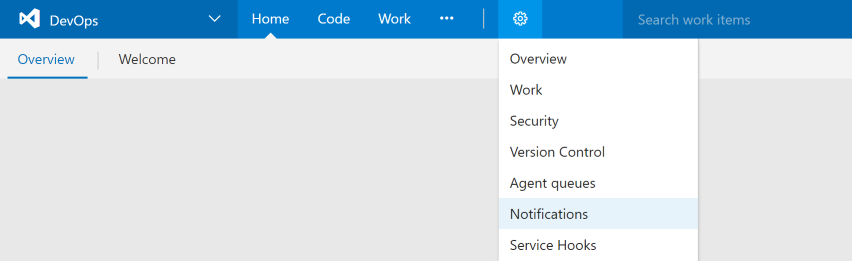 DevOps Home Code Work ... Search work items
Overview | Welcome
Overview
Work
Security
Version Control
Agent queues
Notifications
Service Hooks